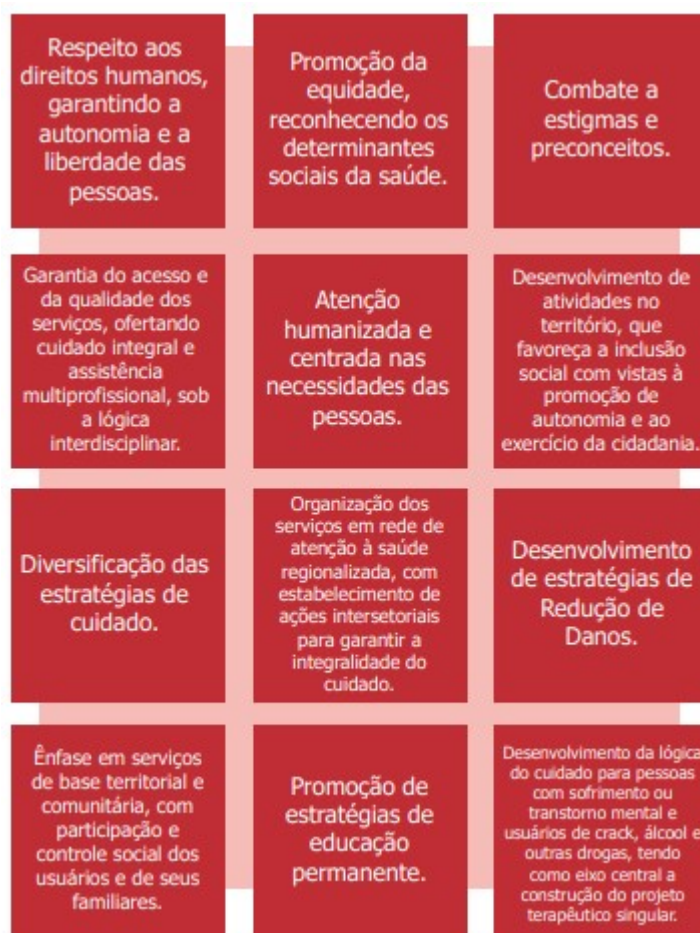 Respeito aos
direitos humanos,
garantindo a
autonomia e a
liberdade das
pessoas.
Promoção da
equidade,
reconhecendo os
determinantes
sociais da saúde.
Combate a
estigmas e
preconceitos.
Garantia do acesso e
da qualidade dos
serviços, ofertando
cuidado integral e
assistência
multiprofissional, sob
a lógica
interdisciplinar.
Atenção
humanizada e
centrada nas
necessidades das
pessoas.
Desenvolvimento de
atividades no
território, que
favoreça a inclusão
social com vistas à
promoção de
autonomia e ao
exercício da cidadania.
Diversificação das
estratégias de
cuidado.
Organização dos
serviços em rede de
atenção à saúde
regionalizada, com
estabelecimento de
ações intersetoriais
para garantir a
integralidade do
cuidado.
Desenvolvimento
de estratégias de
Redução de
Danos.
Ênfase em serviços
de base territorial e
comunitária, com
participação e
controle social dos
usuários e de seus
familiares.
Promoção de
estratégias de
educação
permanente.
Desenvolvimento da lógica
do cuidado para pessoas
com sofrimento ou
transtorno mental e
usuários de crack, álcool e
outras drogas, tendo
como eixo central a
construção do projeto
terapêutico singular.